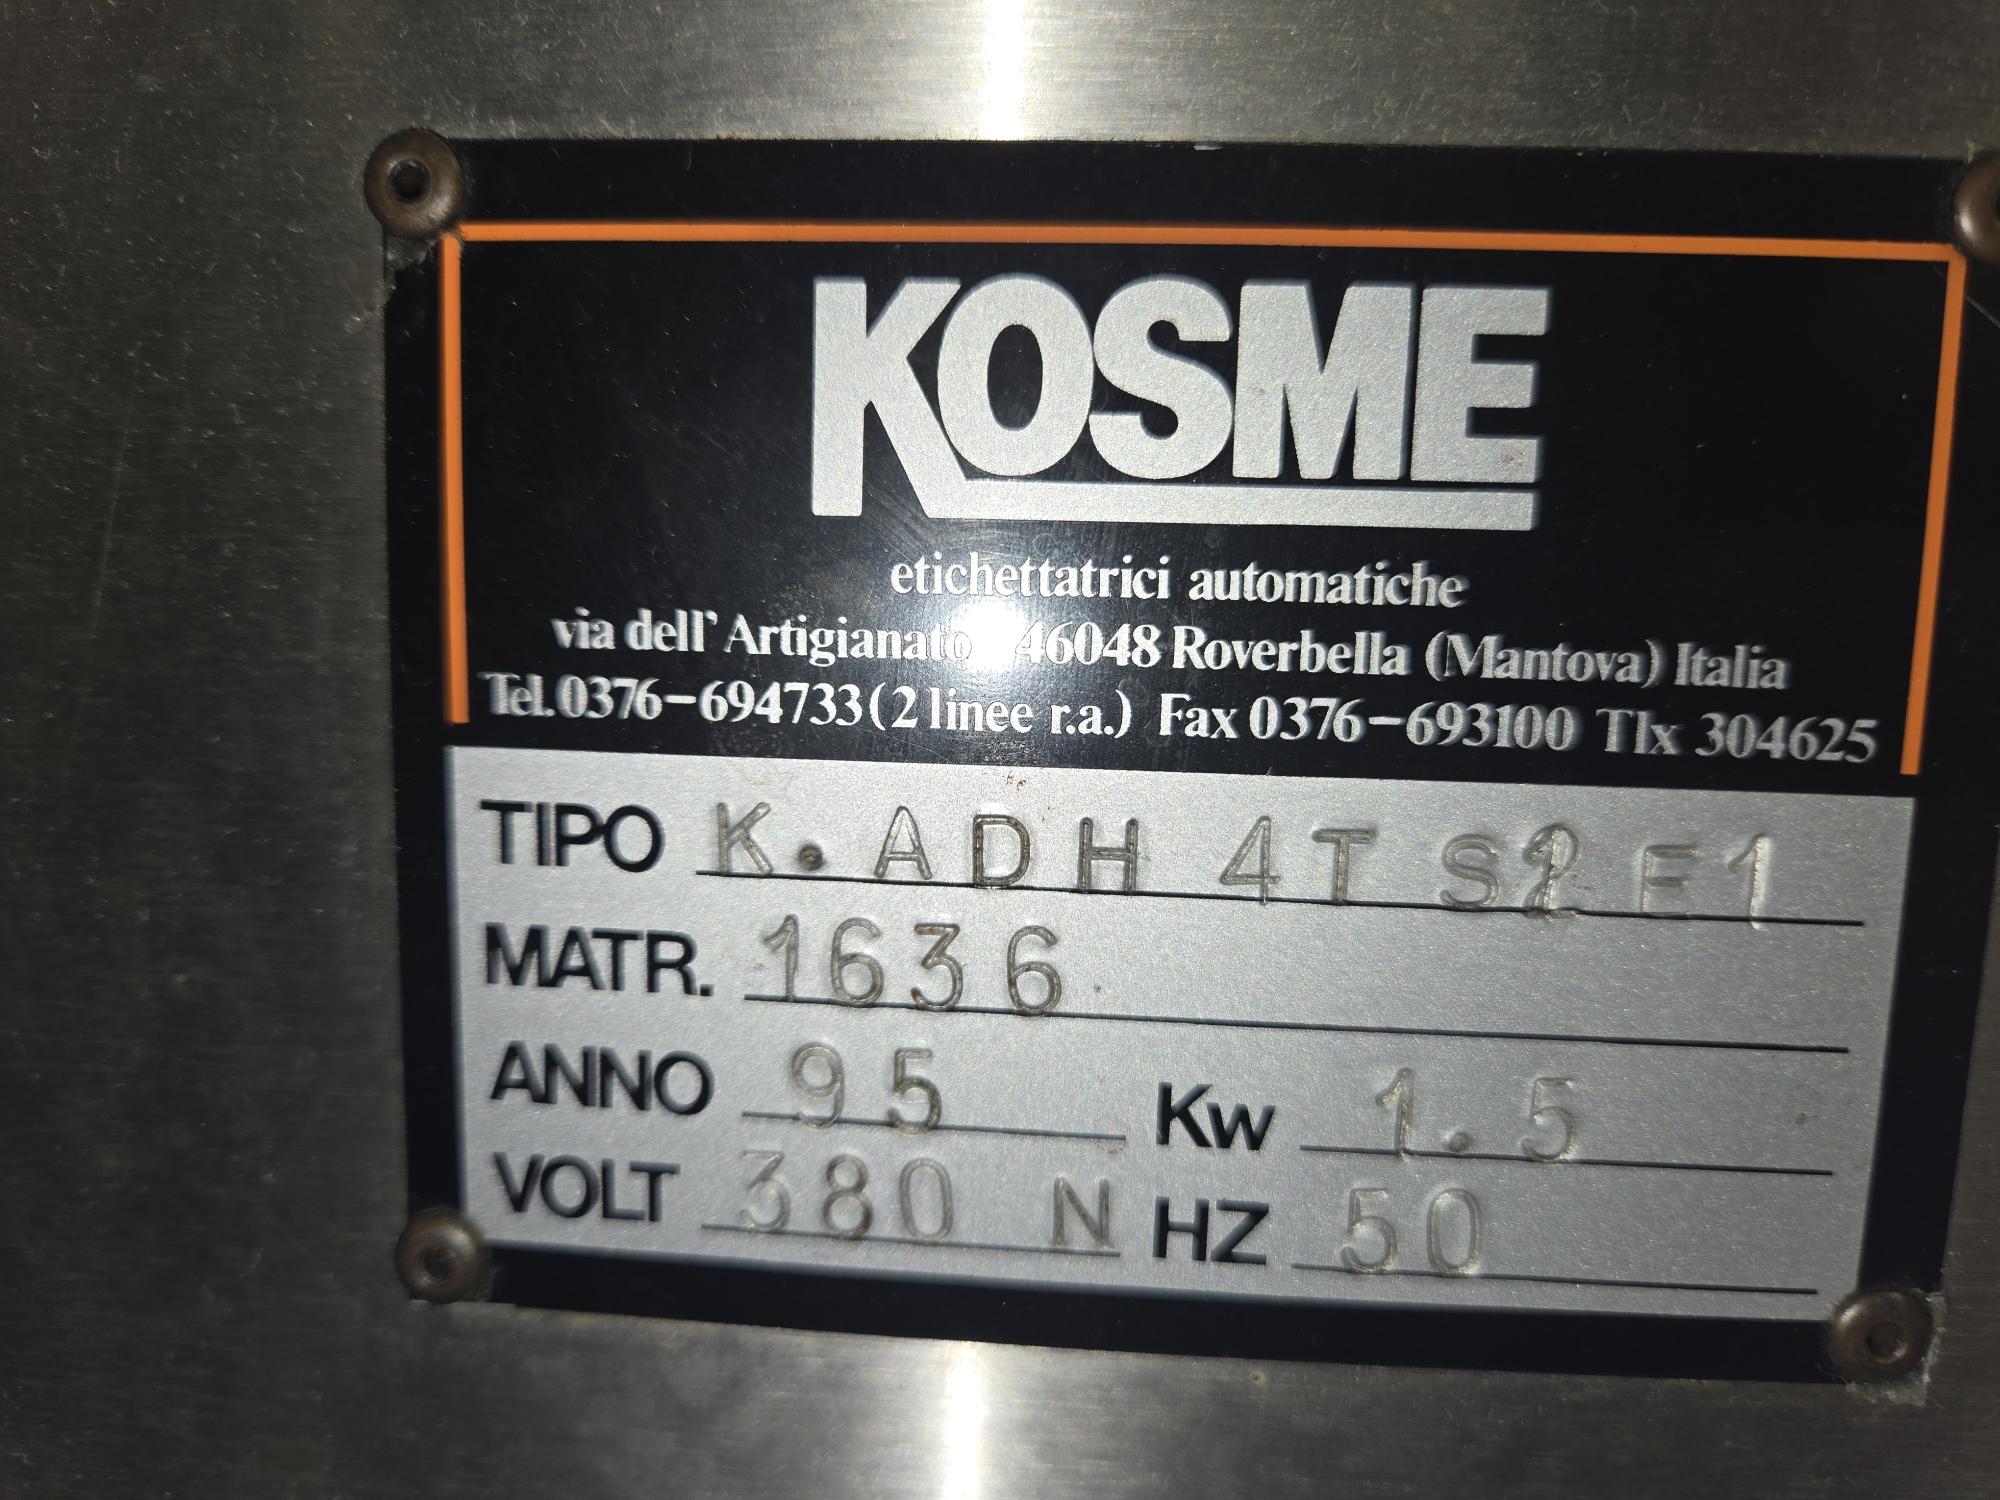 KOSME
etichettatrici automatiche
via dell' Artigianato 46048 Roverbella (Mantova) Italia
Tel. 0376-694733 (2 linee r.a.) Fax 0376-693100 Tlx 304625
TIPO K.ADH 4T E1
MATR. 1636
ANNO 95 Kw 1.5
VOLT 380 N HZ 50